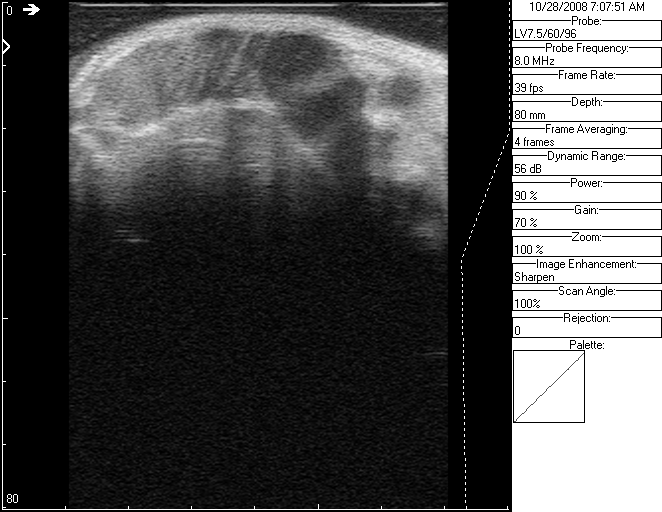 0
80
10/28/2008 7:07:51 AM
Probe:
LV7.5/60/96
Probe Frequency:
8.0 MHz
Frame Rate:
39 fps
Depth:
80 mm
Frame Averaging:
4 frames
Dynamic Range:
56 dB
Power:
90 %
Gain:
70 %
Zoom:
100 %
Image Enhancement:
Sharpen
Scan Angle:
100%
Rejection:
0
Palette: